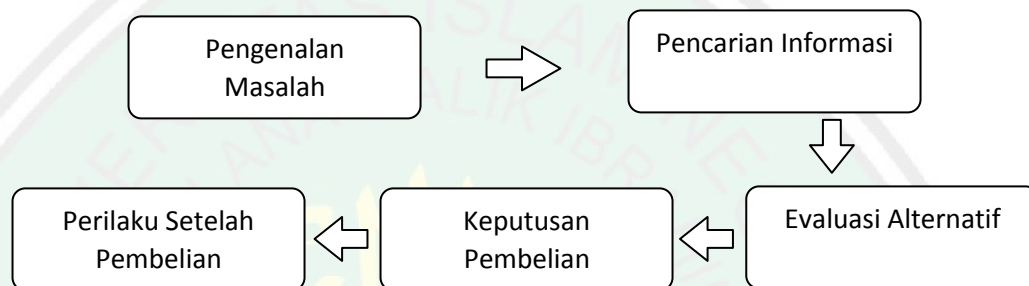 Pengenalan
Masalah
Pencarian Informasi
Evaluasi Alternatif
Keputusan
Pembelian
Perilaku Setelah
Pembelian